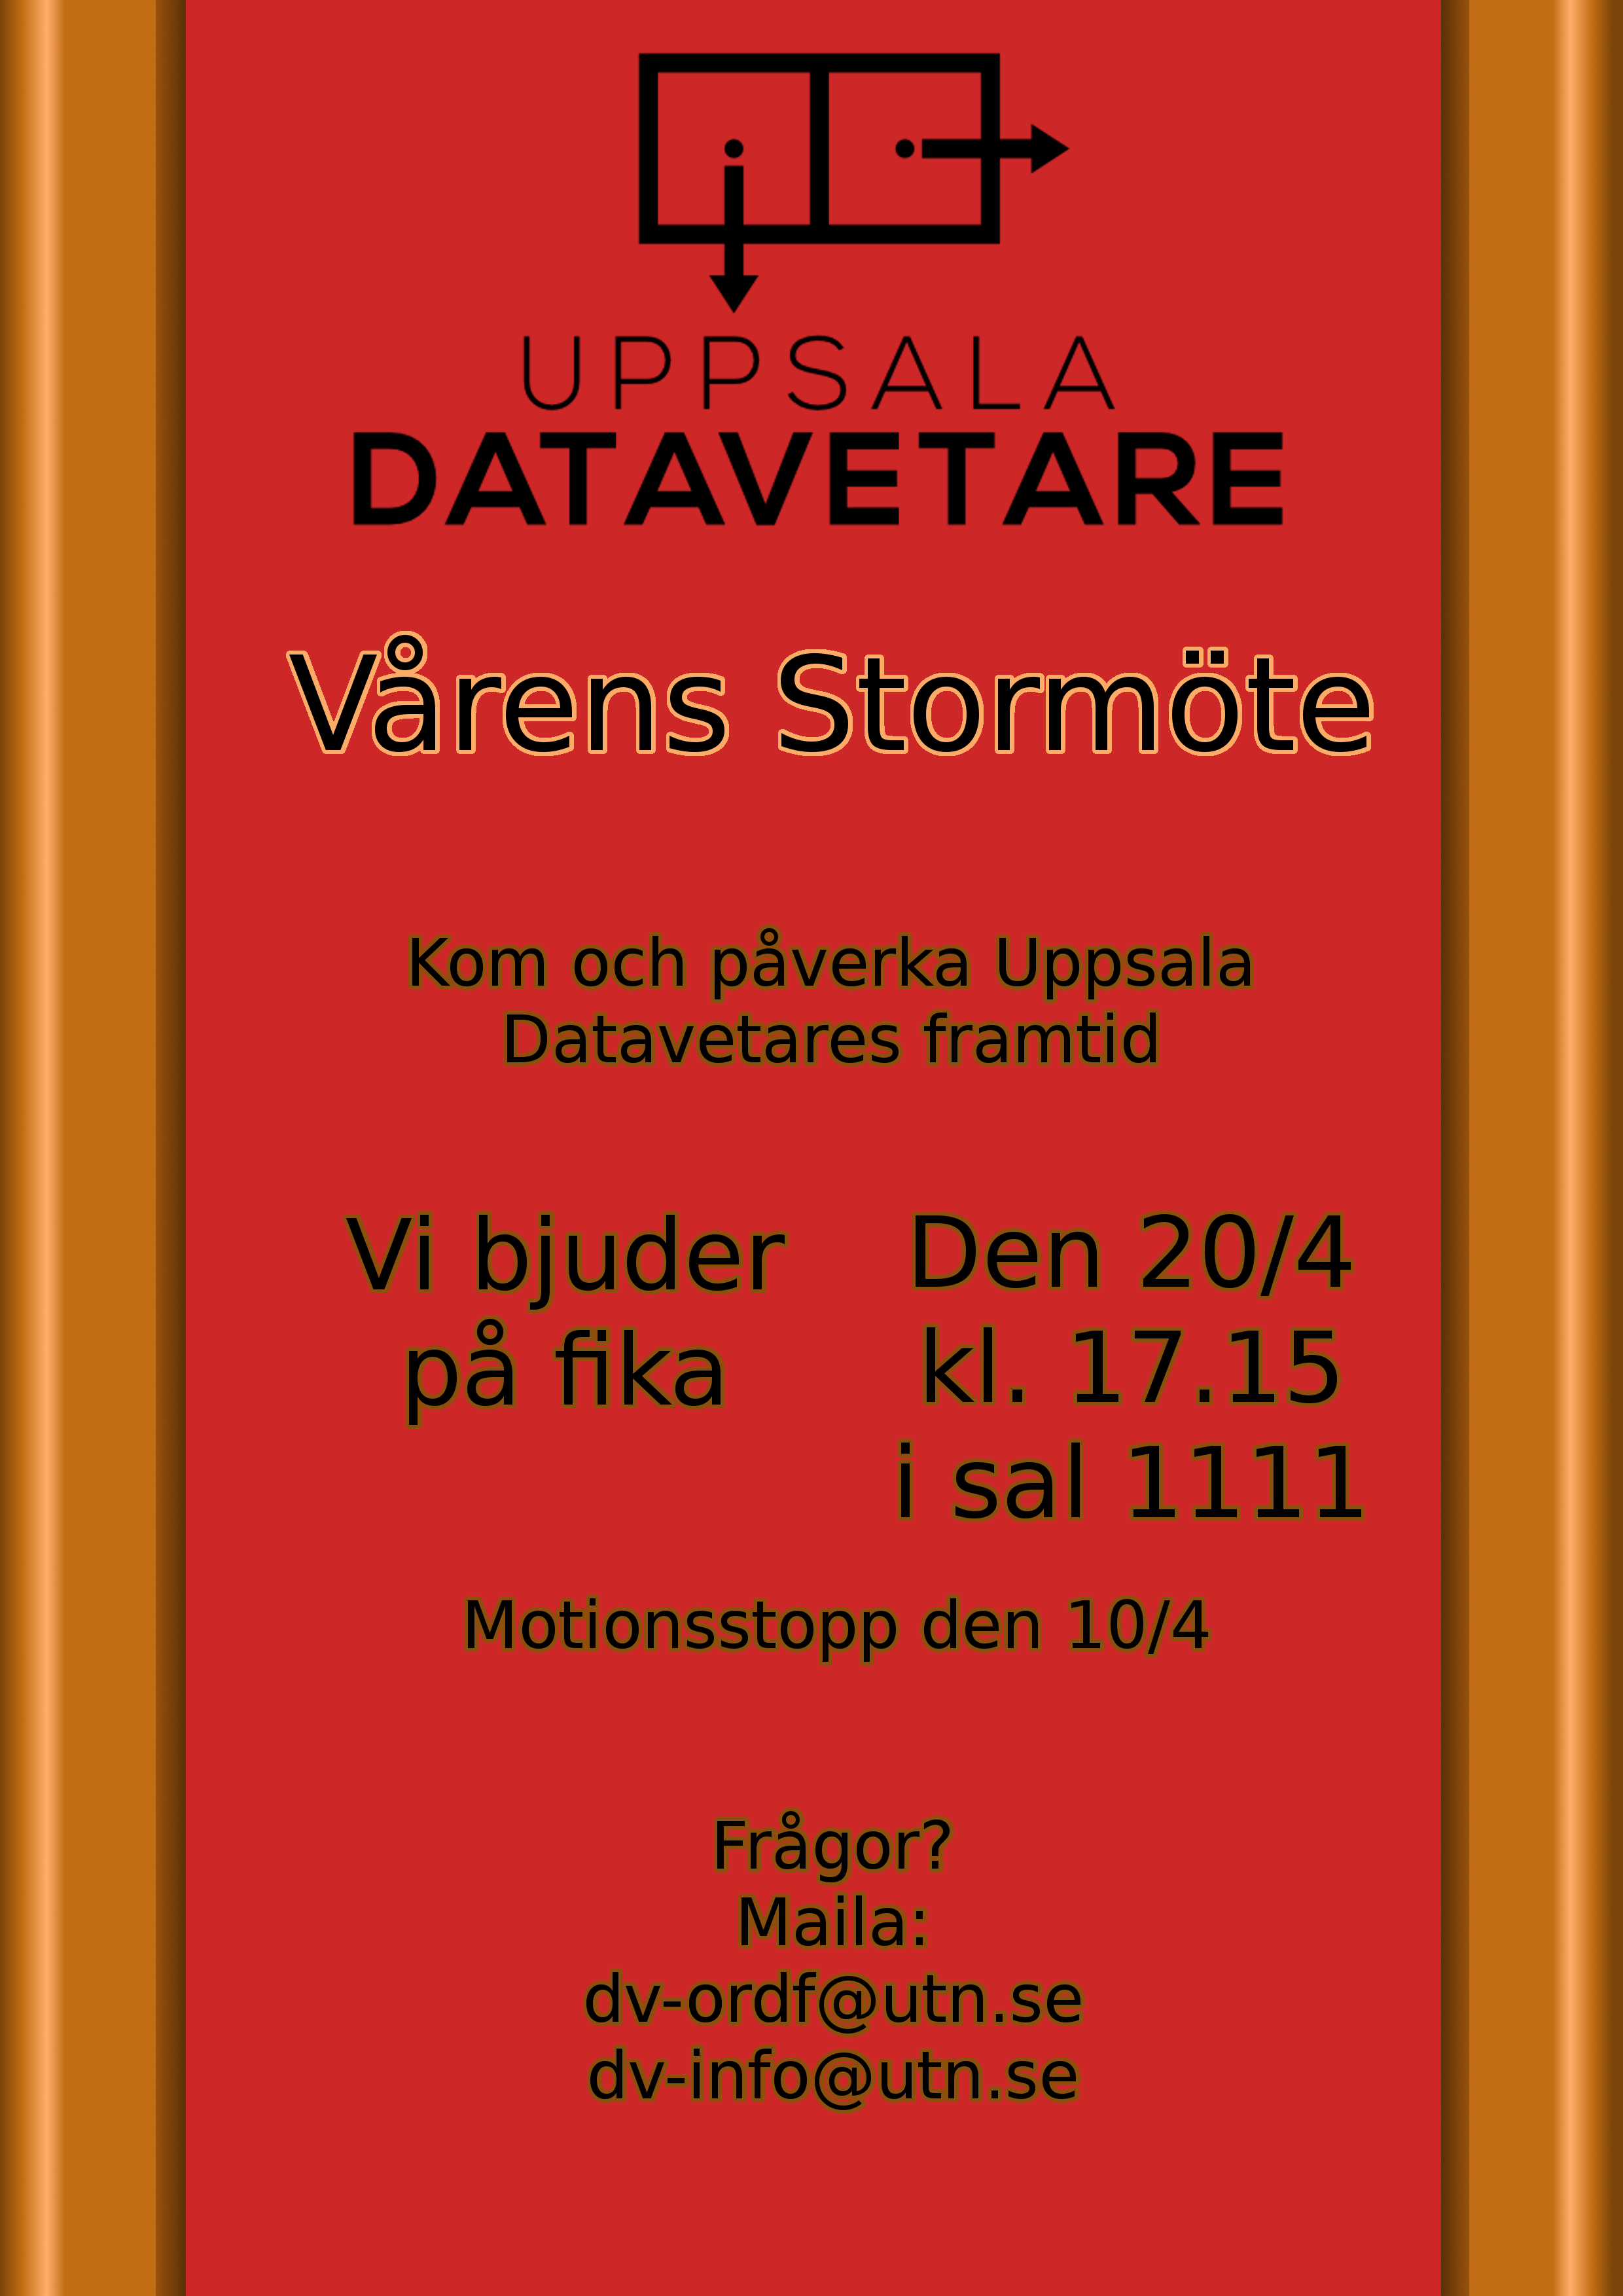 UPPSALA
DATAVETARE
Vårens Stormöte
Kom och påverka Uppsala
Datavetares framtid
Vi bjuder
på fika
Den 20/4
kl. 17.15
i sal 1111
Motionsstopp den 10/4
Frågor?
Maila:
dv-ordf@utn.se
dv-info@utn.se